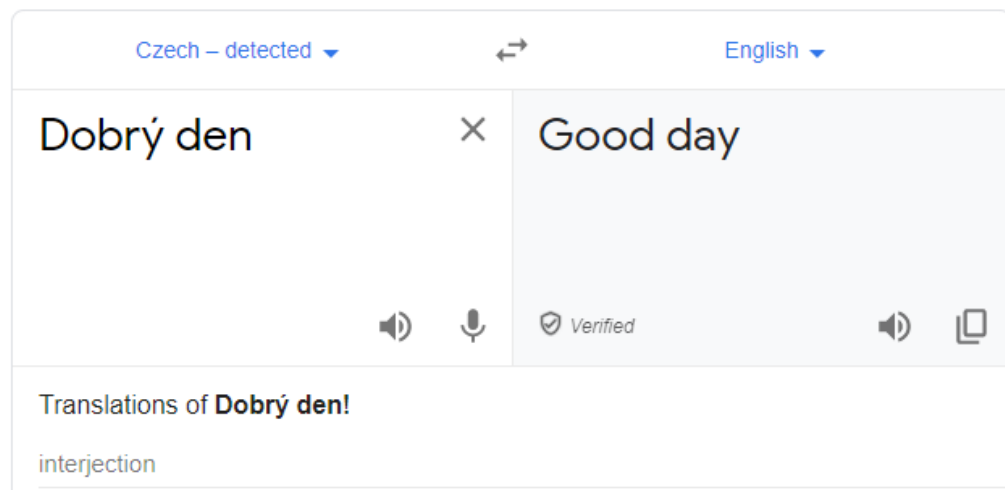 Czech – detected
English
Dobrý den
Good day
Verified
Translations of Dobrý den!
interjection